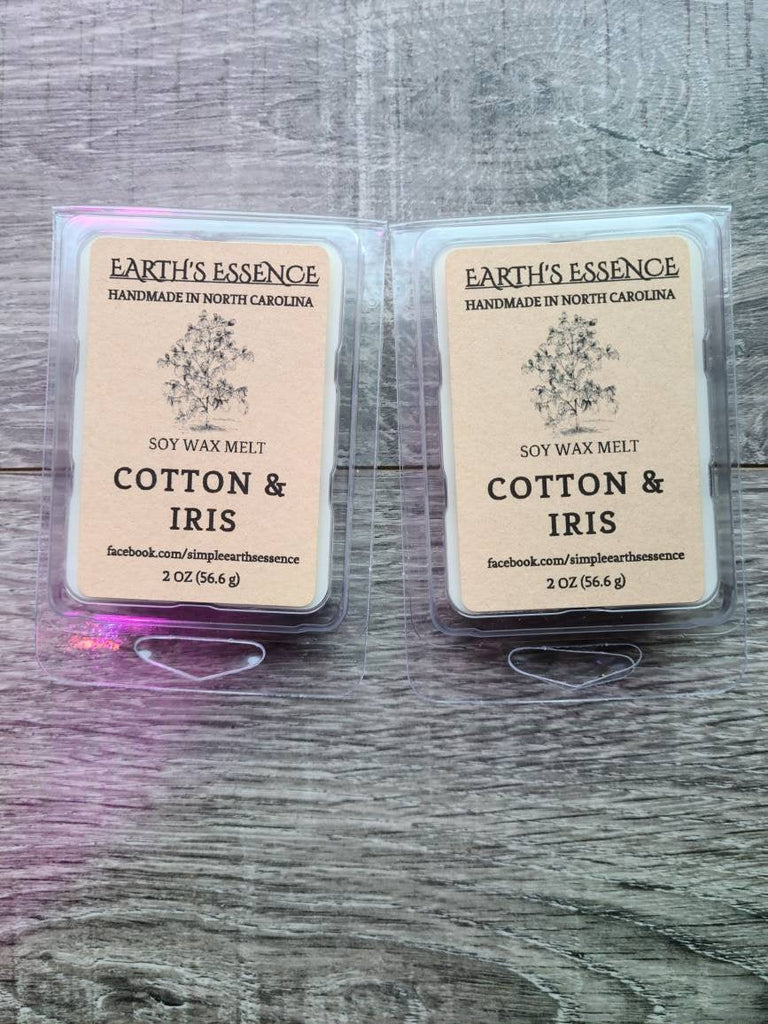 EARTH'S ESSENCE
HANDMADE IN NORTH CAROLINA
SOY WAX MELT
COTTON &
IRIS
facebook.com/simpleearthsessence
2 OZ (56.6 g)
EARTH'S ESSENCE
HANDMADE IN NORTH CAROLINA
SOY WAX MELT
COTTON &
IRIS
facebook.com/simpleearthsessence
2 OZ (56.6 g)